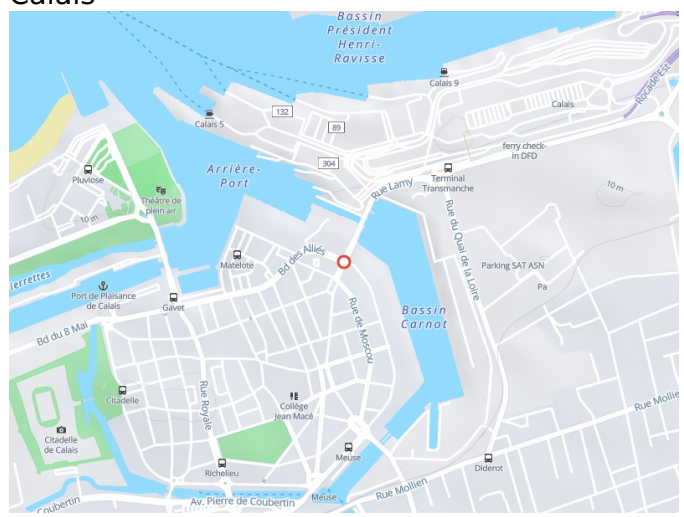 Calais
Bassin
Président
Henri-
Ravisse
Calais 9
Rocade Est
132
Calais
Calais 5
89
ferry check-
in DFD
304
Arrière-
Port
Pluviose
Terminal
Transmanche
Rue Lamy
10 m
Théâtre de
plein air
10 m
Rue du Quai de la Loire
Bd des Alliés
Matelote
Parking SAT ASN
ierrettes
Port de Plaisance
de Calais
Pa
Gavet
Bassin
Carnot
Bd du 8 Mai
Rue de Moscou
Rue Royale
Citadelle
Collège
Jean Macé
Rue Mollien
Citadelle
de Calais
Meuse
Richelieu
Diderot
Rue Mollien
Meuse
Av. Pierre de Coubertin
Coubertin